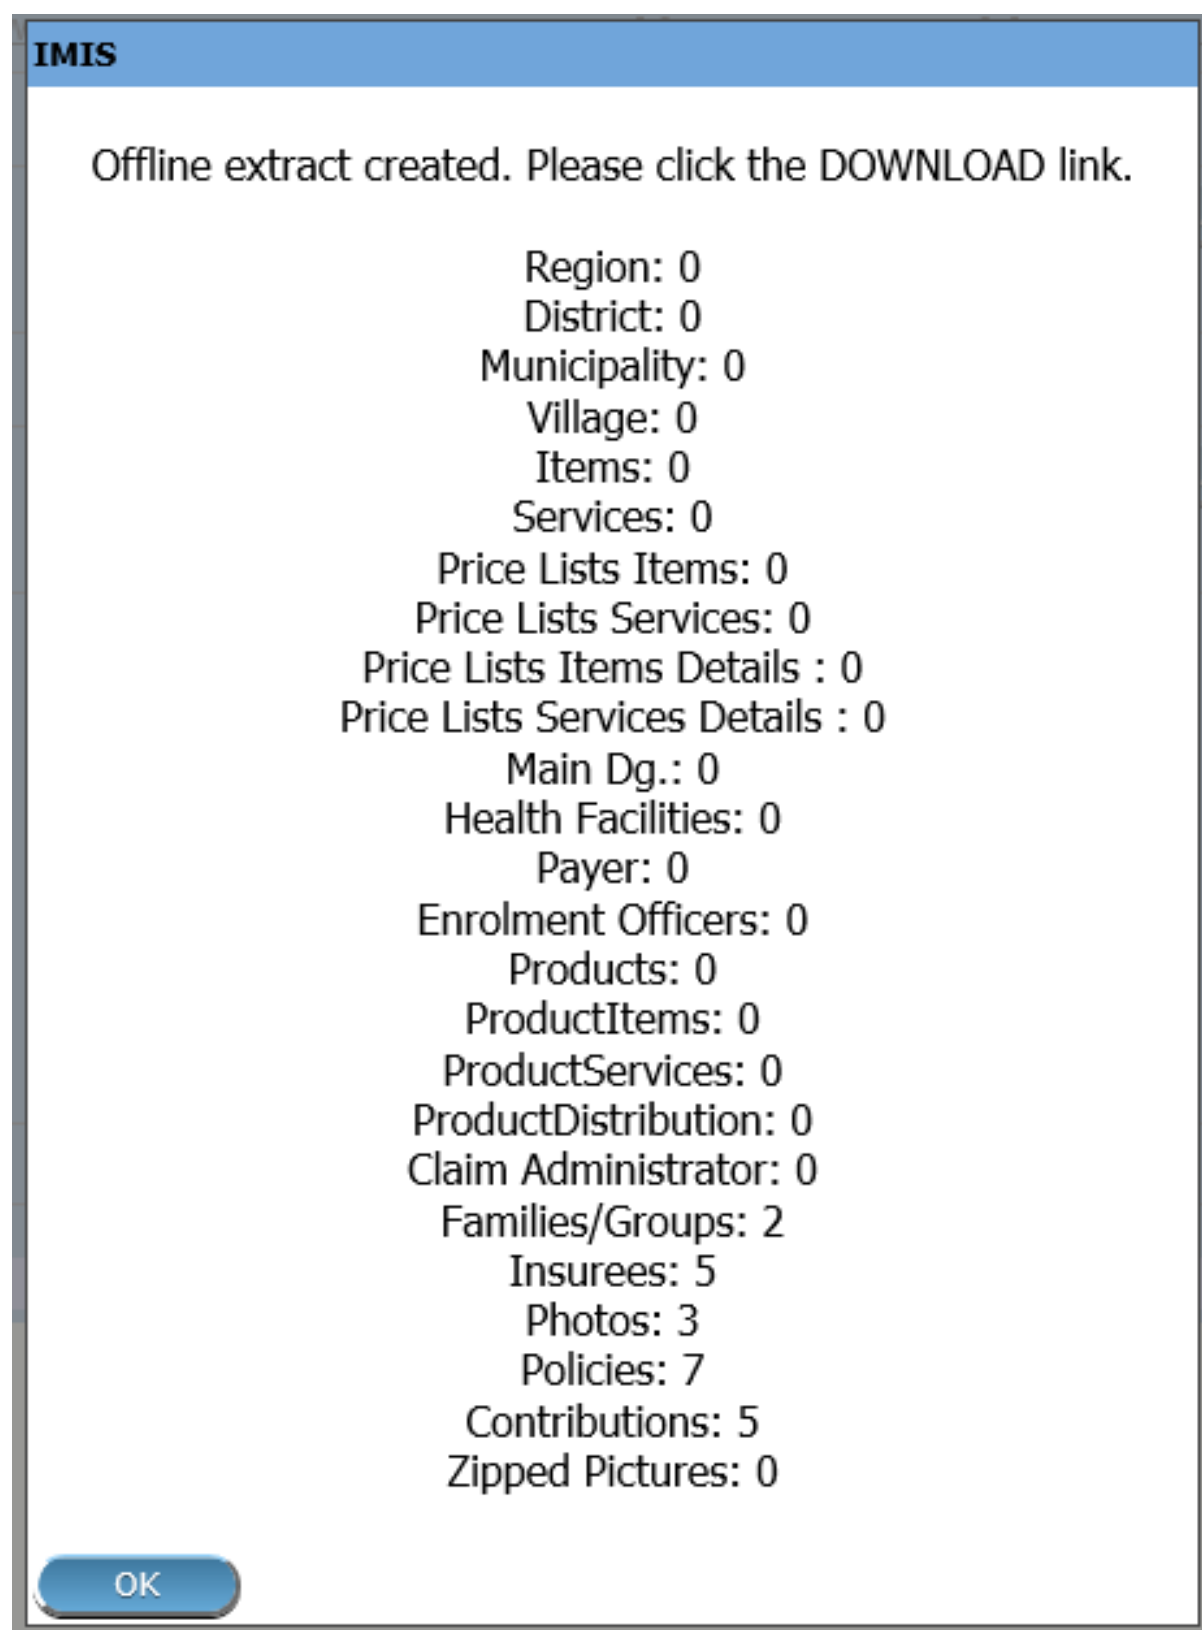 IMIS
Offline extract created. Please click the DOWNLOAD link.
Region: 0
District: 0
Municipality: 0
Village: 0
Items: 0
Services: 0
Price Lists Items: 0
Price Lists Services: 0
Price Lists Items Details : 0
Price Lists Services Details : 0
Main Dg.: 0
Health Facilities: 0
Payer: 0
Enrolment Officers: 0
Products: 0
ProductItems: 0
ProductServices: 0
ProductDistribution: 0
Claim Administrator: 0
Families/Groups: 2
Insurees: 5
Photos: 3
Policies: 7
Contributions: 5
Zipped Pictures: 0
OK